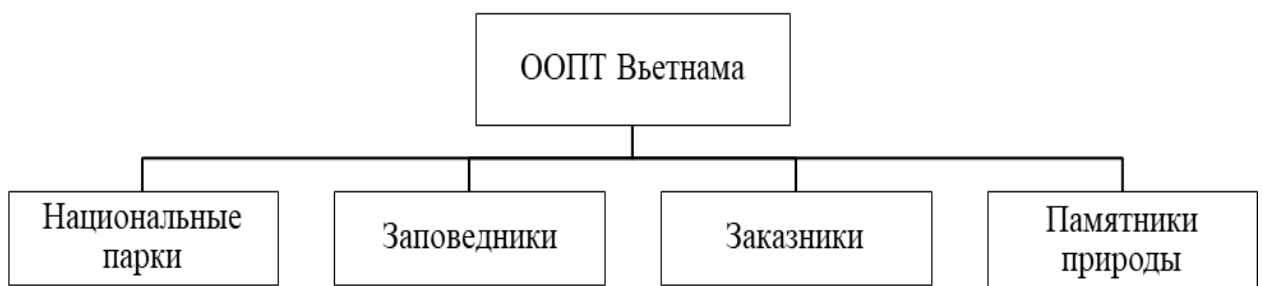 ООПТ Вьетнама
Национальные
парки
Заповедники
Заказники
Памятники
природы